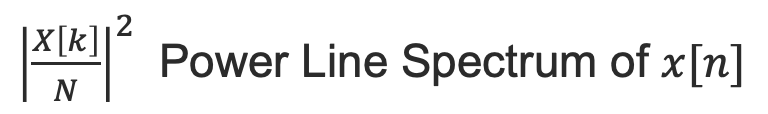 |X[k]/N|² Power Line Spectrum of x[n]